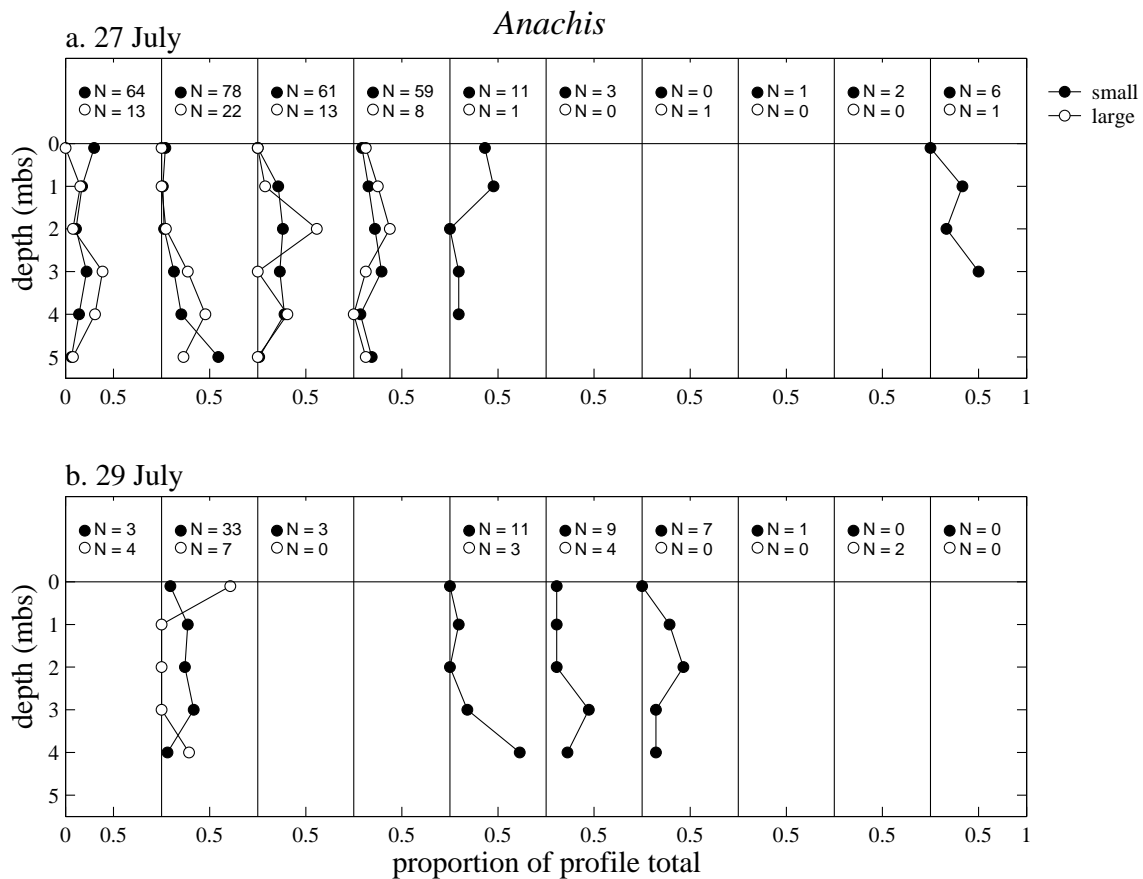 Anachis
a. 27 July
N = 64 N = 78 N = 61 N = 59 N = 11 N = 3 N = 0 N = 1 N = 2 N = 6
N = 13 N = 22 N = 13 N = 8 N = 1 N = 0 N = 1 N = 0 N = 0 N = 1
small
large
0
1
2
3
4
5
depth (mbs)
0 0.5 0.5 0.5 0.5 0.5 0.5 0.5 0.5 0.5 0.5 1
b. 29 July
N = 3 N = 33 N = 3 N = 11 N = 9 N = 7 N = 1 N = 0 N = 0
N = 4 N = 7 N = 0 N = 3 N = 4 N = 0 N = 0 N = 2 N = 0
0
1
2
3
4
5
depth (mbs)
0 0.5 0.5 0.5 0.5 0.5 0.5 0.5 0.5 0.5 0.5 1
proportion of profile total